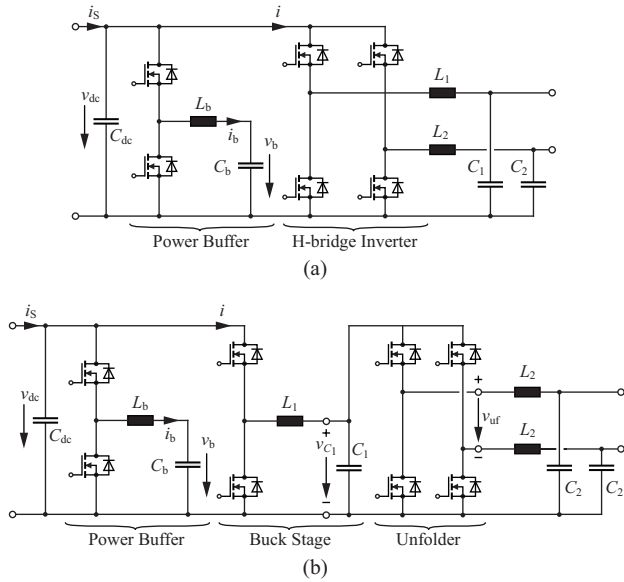 i_S
i
v_dc
C_dc
L_b
i_b
C_b
v_b
L_1
L_2
C_1
C_2
Power Buffer
H-bridge Inverter
(a)
i_S
i
v_dc
C_dc
L_b
i_b
C_b
v_b
L_1
+
v_C_1
−
C_1
+
v_uf
−
L_2
L_2
C_2
C_2
Power Buffer
Buck Stage
Unfolder
(b)